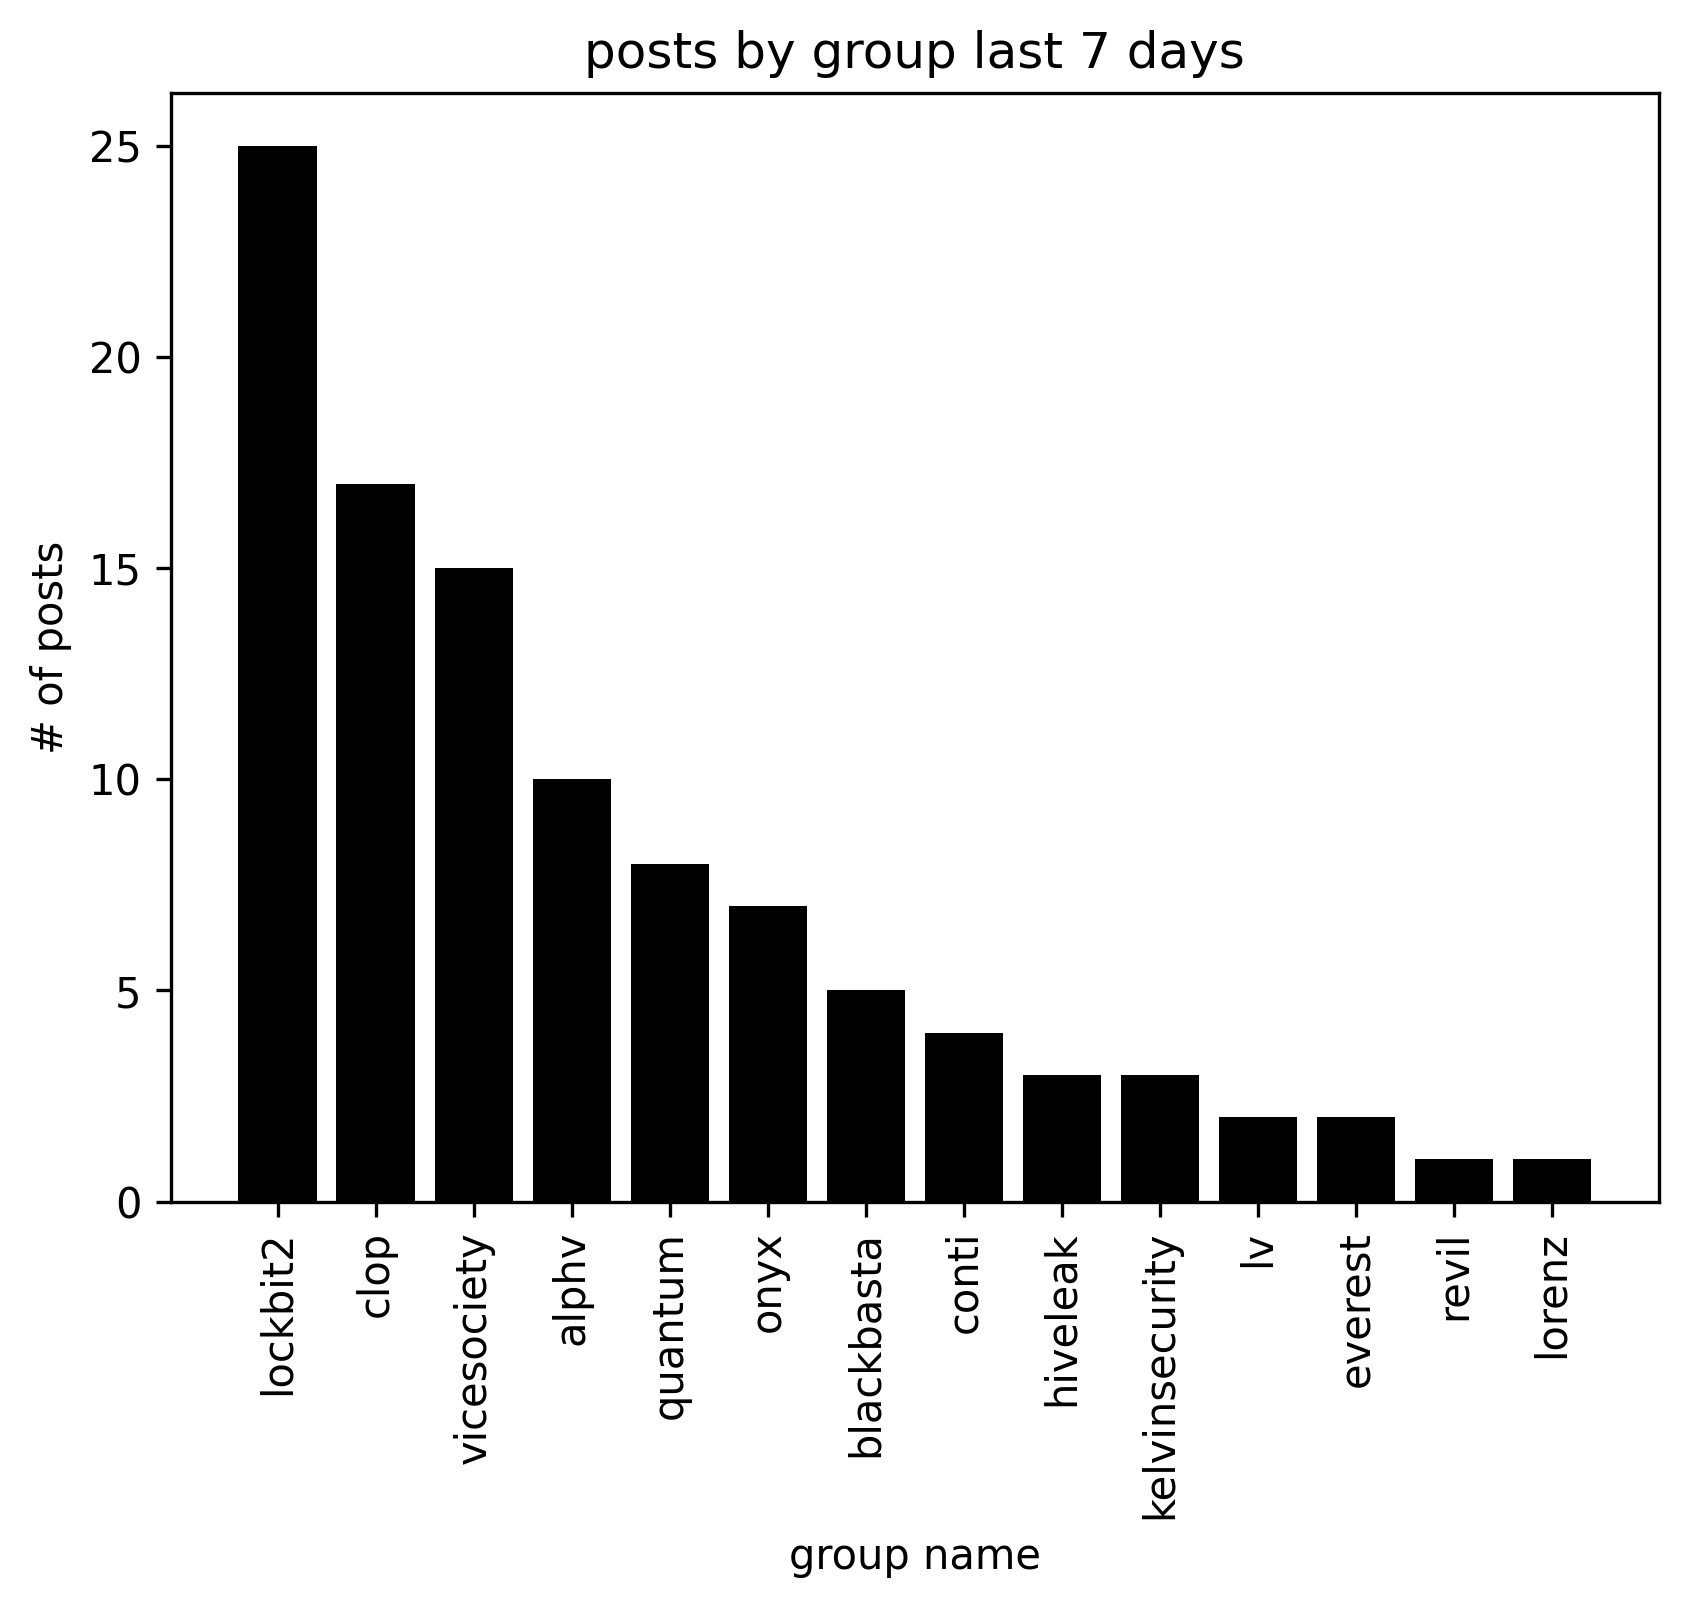 posts by group last 7 days
# of posts
25
20
15
10
5
0
lockbit2
clop
vicesociety
alphv
quantum
onyx
blackbasta
conti
hiveleak
kelvinsecurity
lv
everest
revil
lorenz
group name